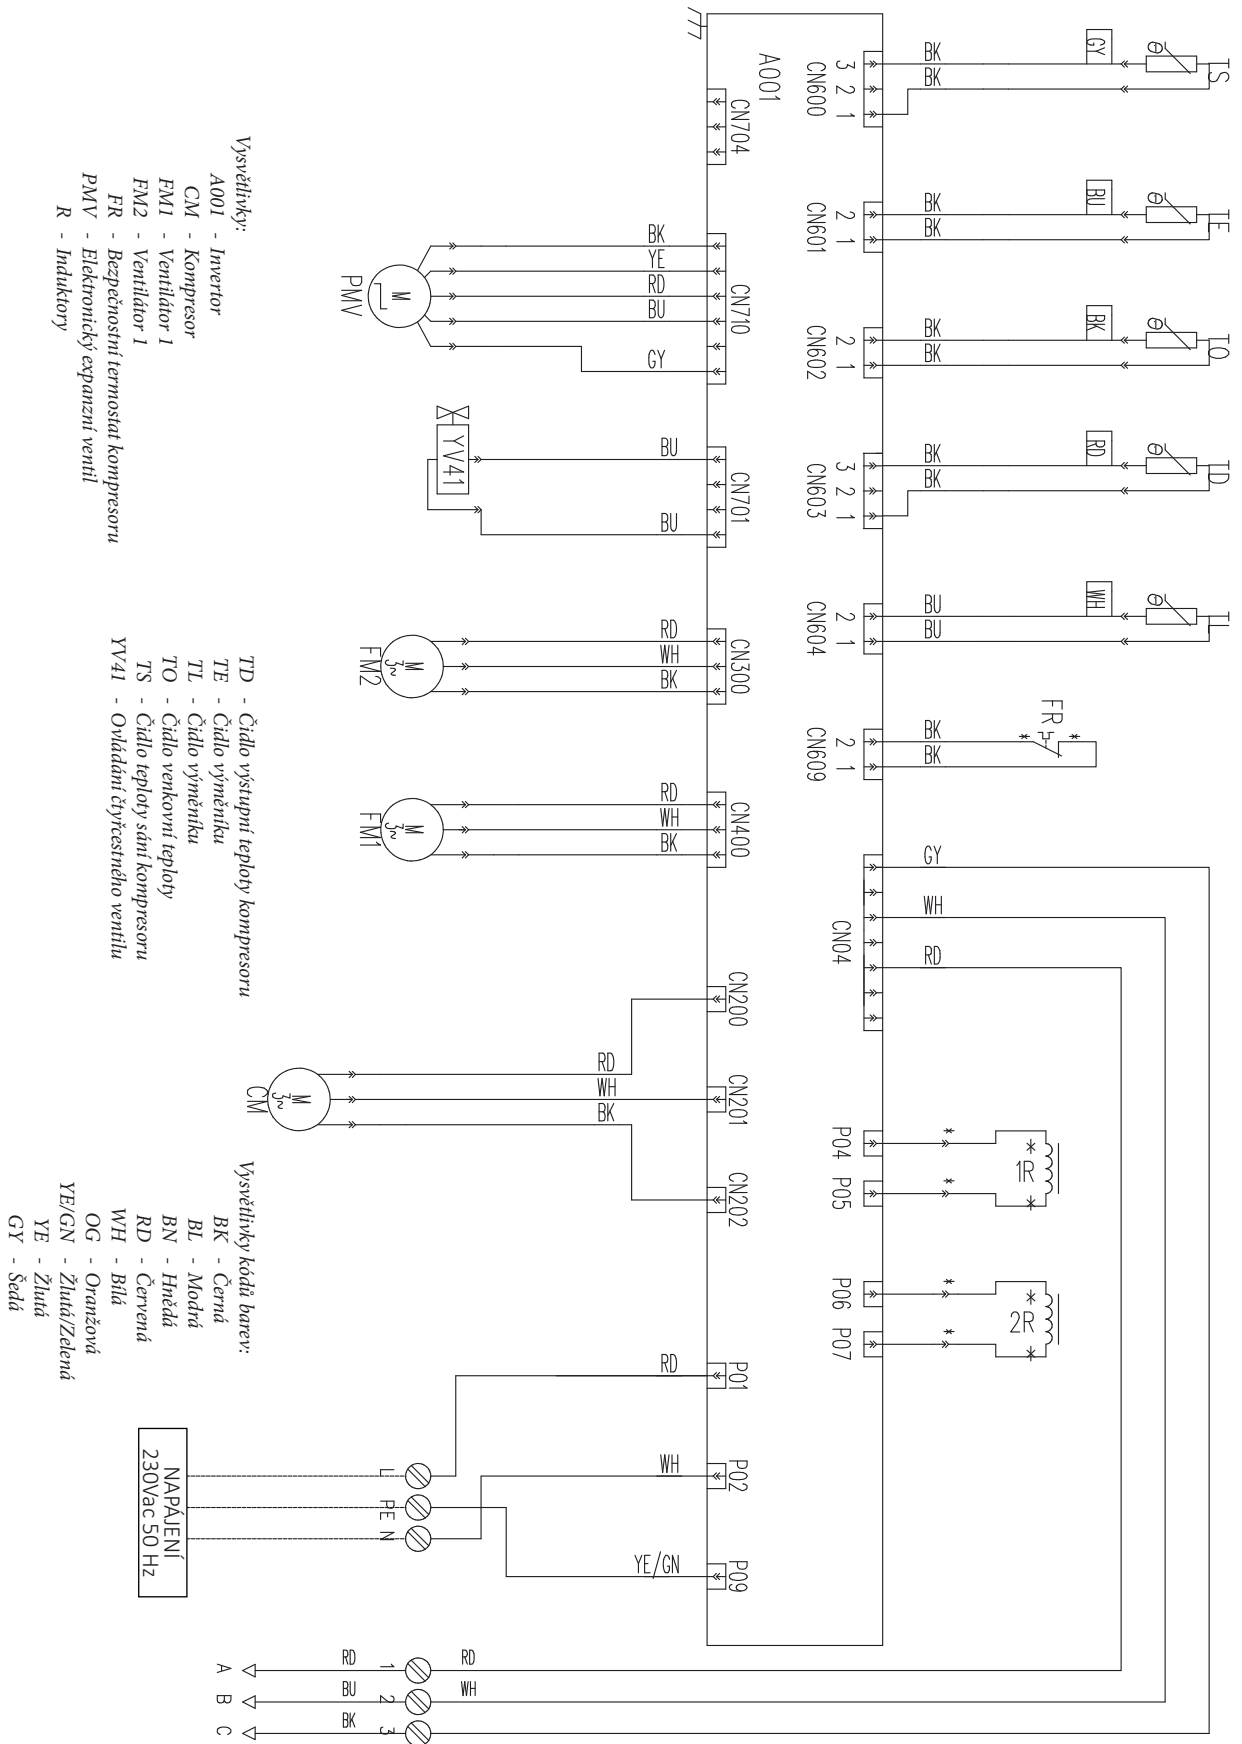 TS
TE
TO
TD
TL
GY
BU
BK
RD
WH
FR
BK
BK
BK
BK
BK
BK
BK
BK
BU
BU
BK
BK
GY
WH
RD
1R
2R
3 2 1
2 1
2 1
3 2 1
2 1
2 1
CN600
CN601
CN602
CN603
CN604
CN609
CN04
P04
P05
P06
P07
A001
CN704
CN710
CN701
CN300
CN400
CN200
CN201
CN202
P01
P02
P09
BK
YE
RD
BU
GY
BU
BU
RD
WH
BK
RD
WH
BK
RD
WH
BK
RD
WH
YE/GN
RD
WH
M
PMV
YV41
M
3~
FM2
M
3~
FM1
M
3~
CM
L
PE
N
1
2
3
RD
BU
BK
A
B
C
NAPÁJENÍ
230Vac 50 Hz
Vysvětlivky:
A001 - Invertor
CM - Kompresor
FM1 - Ventilátor 1
FM2 - Ventilátor 1
FR - Bezpečnostní termostat kompresoru
PMV - Elektronický expanzní ventil
R - Induktory
TD - Čidlo výstupní teploty kompresoru
TE - Čidlo výměníku
TL - Čidlo výměníku
TO - Čidlo venkovní teploty
TS - Čidlo teploty sání kompresoru
YV41 - Ovládání čtyřcestného ventilu
Vysvětlivky kódů barev:
BK - Černá
BL - Modrá
BN - Hnědá
RD - Červená
WH - Bílá
OG - Oranžová
YE/GN - Žlutá/Zelená
YE - Žlutá
GY - Šedá